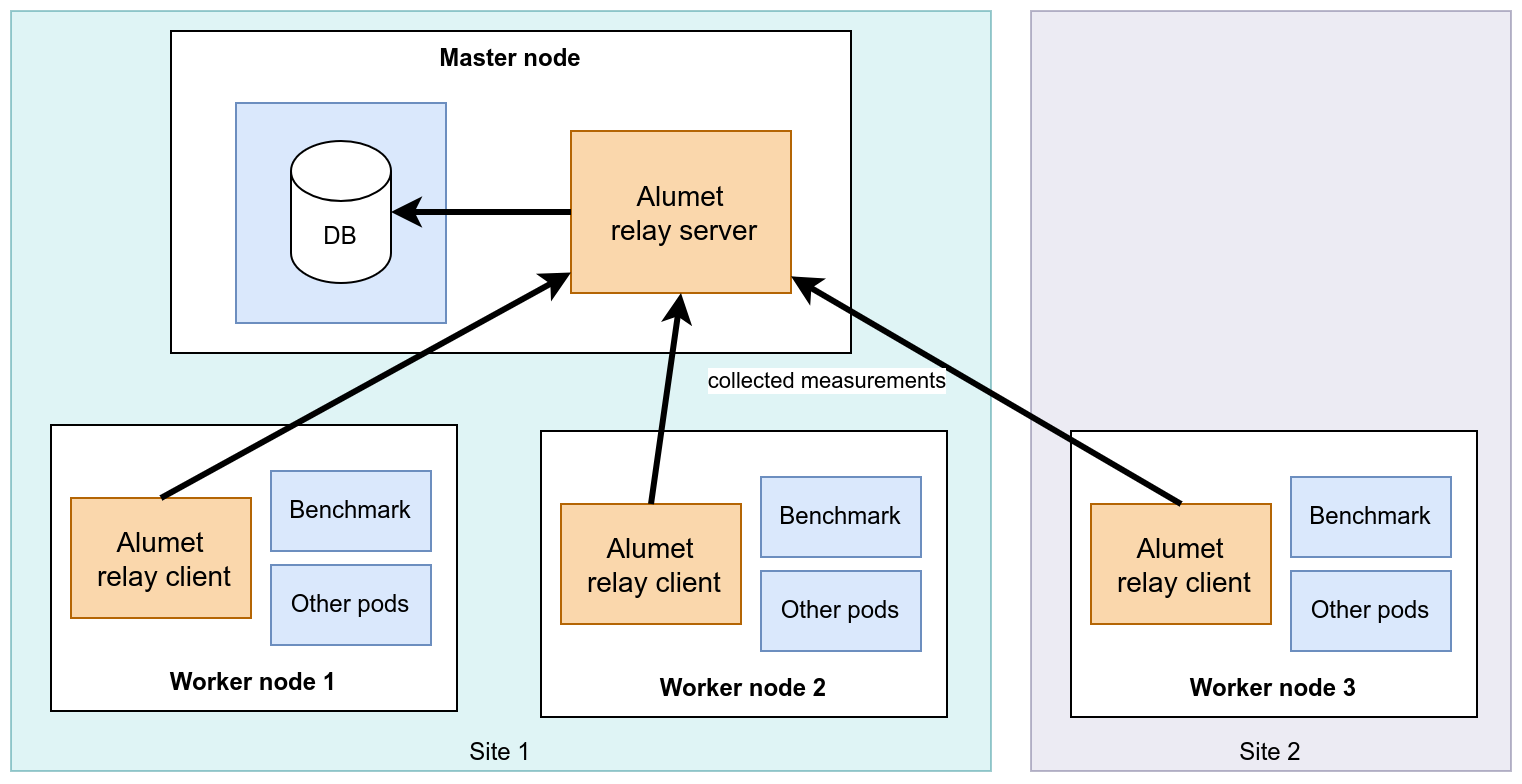 Master node
DB
Alumet
relay server
collected measurements
Alumet
relay client
Benchmark
Other pods
Worker node 1
Alumet
relay client
Benchmark
Other pods
Worker node 2
Site 1
Alumet
relay client
Benchmark
Other pods
Worker node 3
Site 2